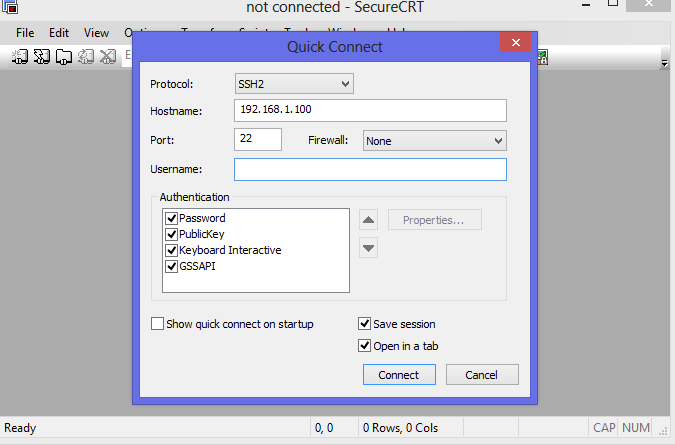 not connected - SecureCRT
File Edit View
Quick Connect
Protocol: SSH2
Hostname: 192.168.1.100
Port: 22 Firewall: None
Username:
Authentication
Password
PublicKey
Keyboard Interactive
GSSAPI
Properties...
Show quick connect on startup
Save session
Open in a tab
Connect Cancel
Ready 0, 0 0 Rows, 0 Cols CAP NUM